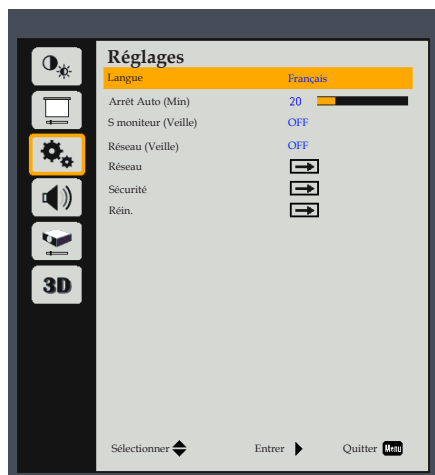 Réglages
Langue Français
Arrêt Auto (Min) 20
S moniteur (Veille) OFF
Réseau (Veille) OFF
Réseau
Sécurité
Réin.
3D
Sélectionner Entrer Quitter Menu